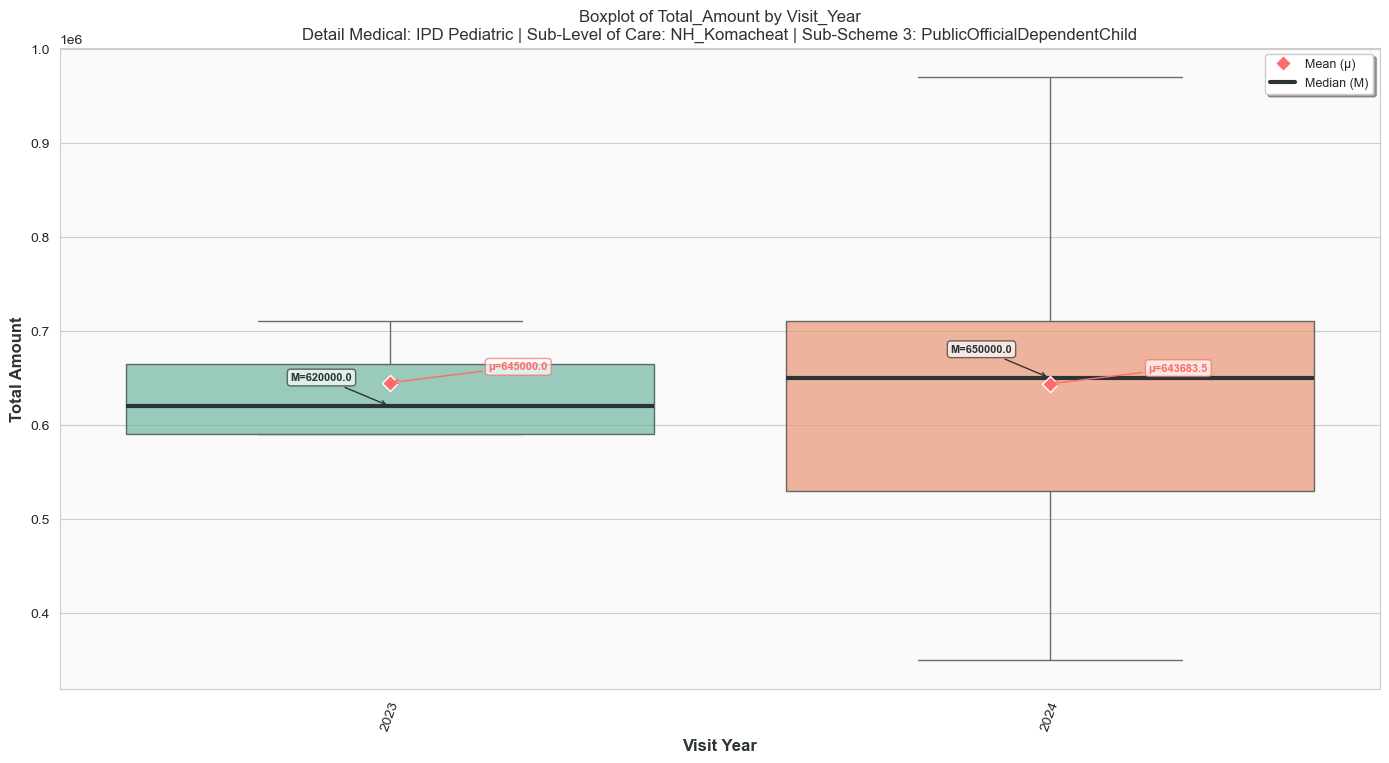 Boxplot of Total_Amount by Visit_Year
Detail Medical: IPD Pediatric | Sub-Level of Care: NH_Komacheat | Sub-Scheme 3: PublicOfficialDependentChild
1e6
1.0
0.9
0.8
0.7
0.6
0.5
0.4
Total Amount
Mean (μ)
Median (M)
M=620000.0
μ=645000.0
M=650000.0
μ=643683.5
2023
2024
Visit Year